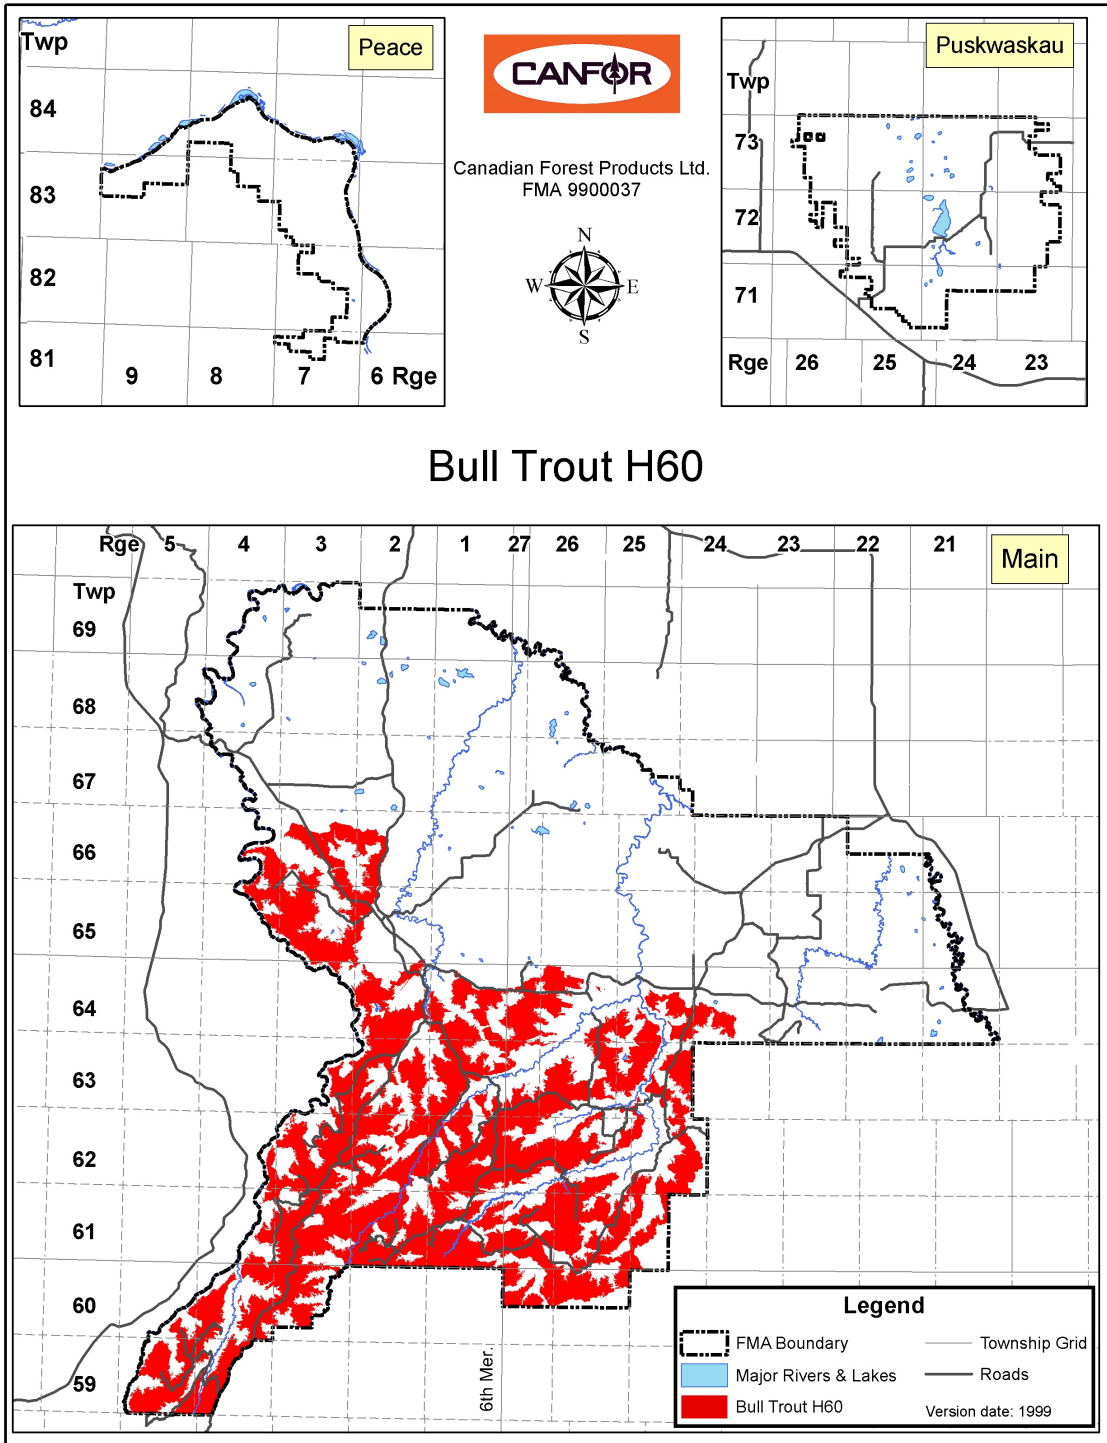 Twp
Peace
84
83
82
81
9 8 7 6 Rge
CANFOR
Canadian Forest Products Ltd.
FMA 9900037
N
W E
S
Puskwaskau
Twp
73
72
71
Rge 26 25 24 23
Bull Trout H60
Rge 5 4 3 2 1 27 26 25 24 23 22 21
Main
Twp
69
68
67
66
65
64
63
62
61
60
59
6th Mer.
Legend
FMA Boundary
Township Grid
Major Rivers & Lakes
Roads
Bull Trout H60
Version date: 1999